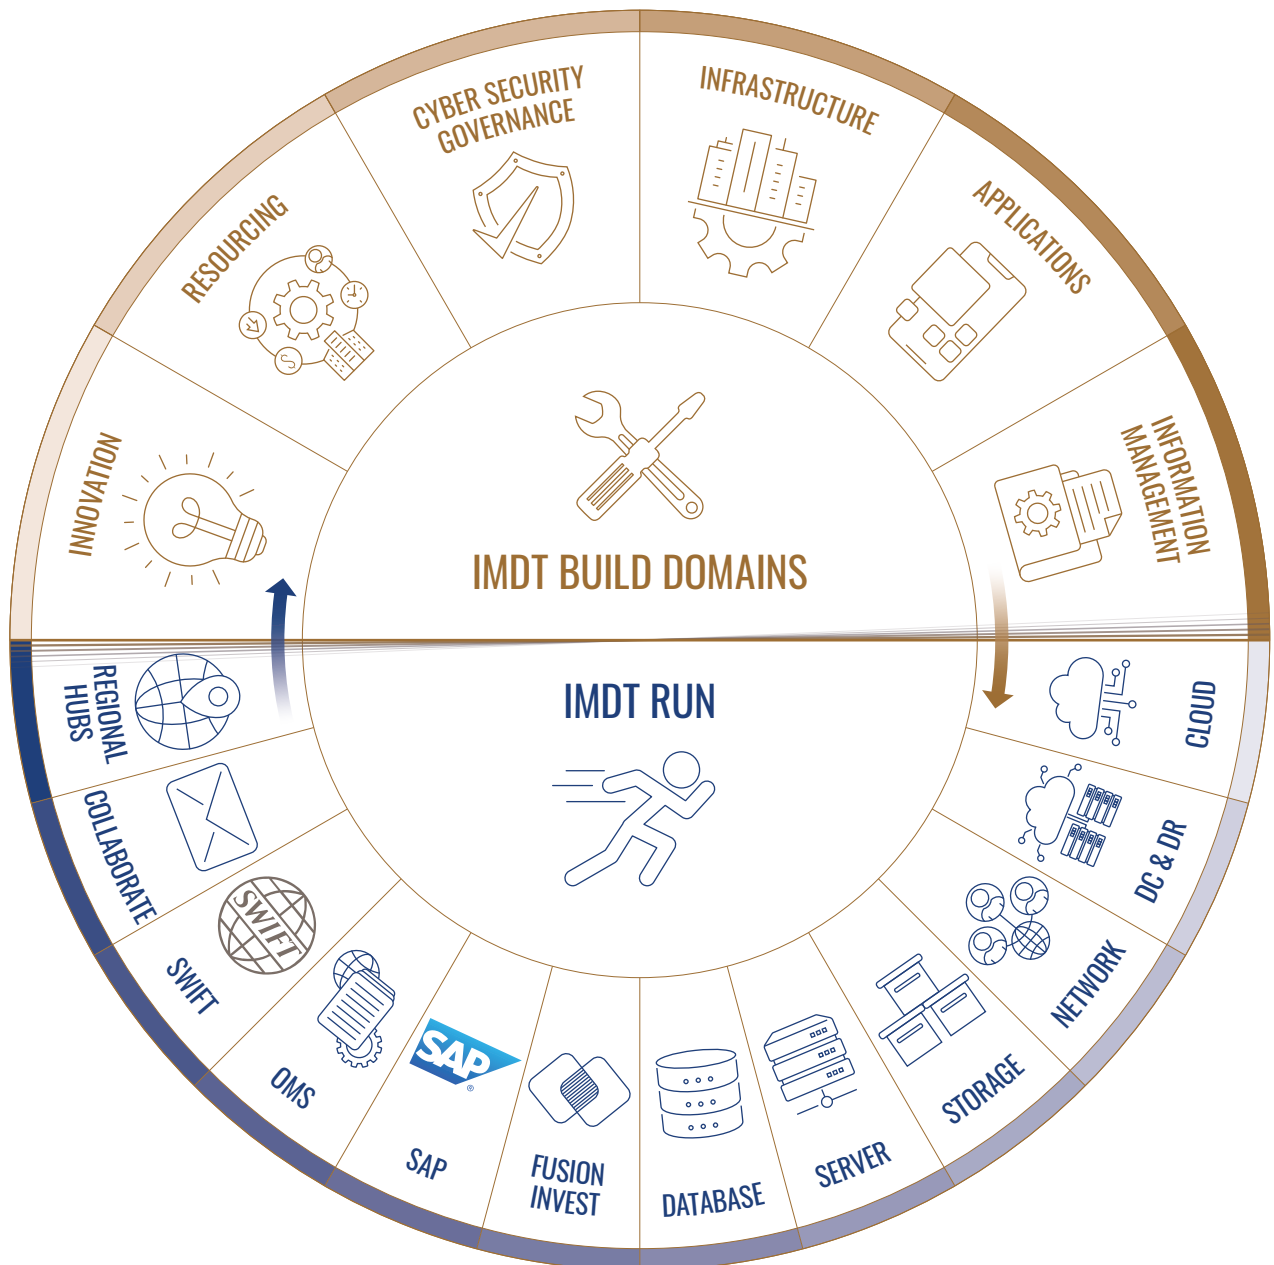 CYBER SECURITY
GOVERNANCE
INFRASTRUCTURE
APPLICATIONS
INFORMATION
MANAGEMENT
RESOURCING
INNOVATION
IMDT BUILD DOMAINS
IMDT RUN
CLOUD
DC & DR
NETWORK
STORAGE
SERVER
DATABASE
FUSION
INVEST
SAP
SAP
®
OMS
SWIFT
SWIFT
COLLABORATE
REGIONAL
HUBS